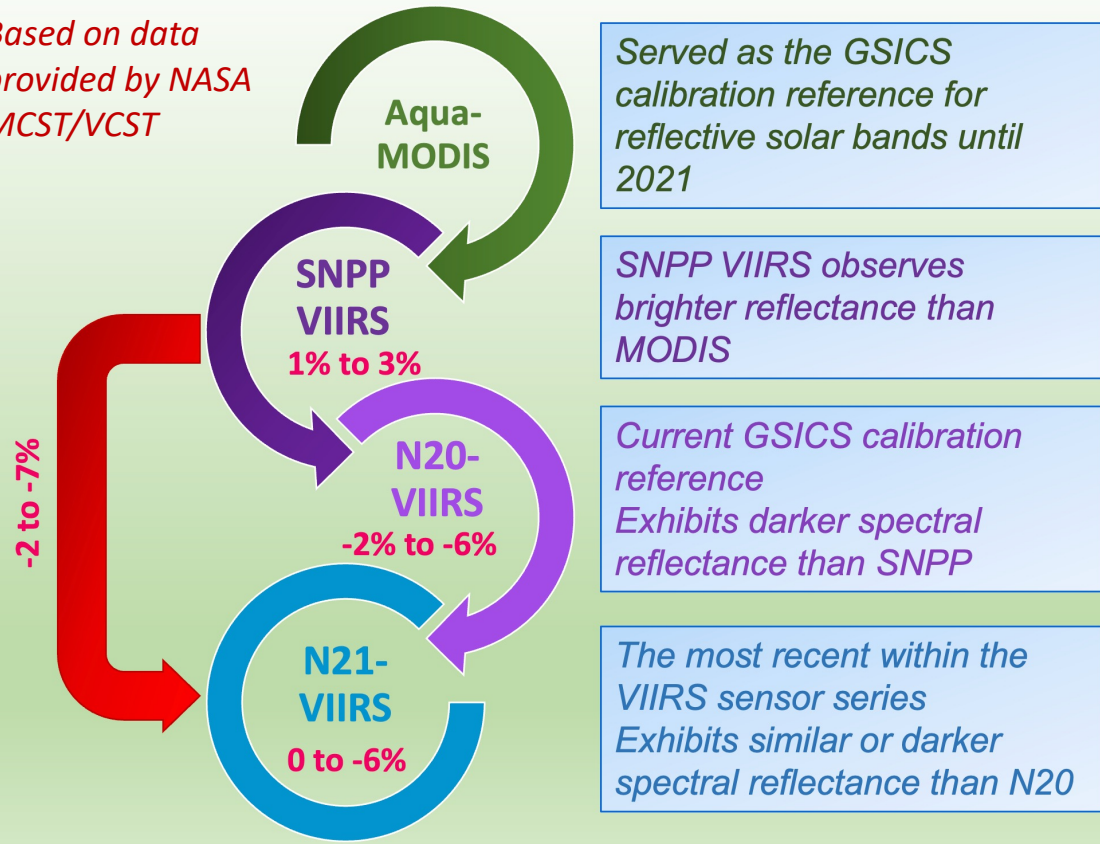 Based on data
provided by NASA
MCST/VCST
Aqua-
MODIS
Served as the GSICS
calibration reference for
reflective solar bands until
2021
SNPP
VIIRS
1% to 3%
SNPP VIIRS observes
brighter reflectance than
MODIS
N20-
VIIRS
-2% to -6%
Current GSICS calibration
reference
Exhibits darker spectral
reflectance than SNPP
-2 to -7%
N21-
VIIRS
0 to -6%
The most recent within the
VIIRS sensor series
Exhibits similar or darker
spectral reflectance than N20